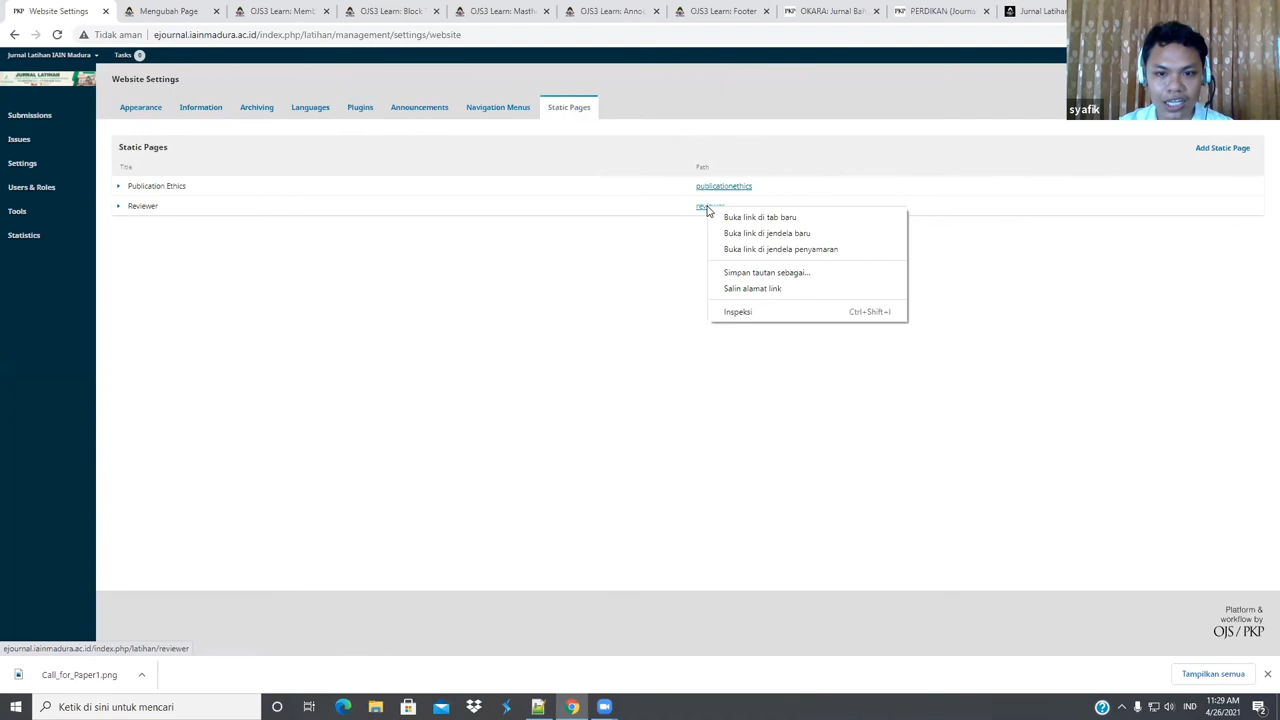 Website Settings
Mengubah Page
OJS3 Learn: Memb
OJS3 Learn: Block
OJS3 Learn: Masth
OJS3 Learn: Anno
OJS3 Learn: Footer
OKARA: Jurnal Bah
PERDIKAN (Journa
Jurnal Latihan IAIN
Tidak aman
ejournal.iainmadura.ac.id/index.php/latihan/management/settings/website
Jurnal Latihan IAIN Madura
Tasks 0
JURNAL LATIHAN
syafik
Website Settings
Appearance
Information
Archiving
Languages
Plugins
Announcements
Navigation Menus
Static Pages
Submissions
Issues
Settings
Users & Roles
Tools
Statistics
Static Pages
Add Static Page
Title
Path
Publication Ethics
publicationethics
Reviewer
Buka link di tab baru
Buka link di jendela baru
Buka link di jendela penyamaran
Simpan tautan sebagai...
Salin alamat link
Inspeksi
Ctrl+Shift+I
Platform &
workflow by
OJS / PKP
ejournal.iainmadura.ac.id/index.php/latihan/reviewer
Call_for_Paper1.png
Tampilkan semua
Ketik di sini untuk mencari
IND
11:29 AM
4/26/2021
2